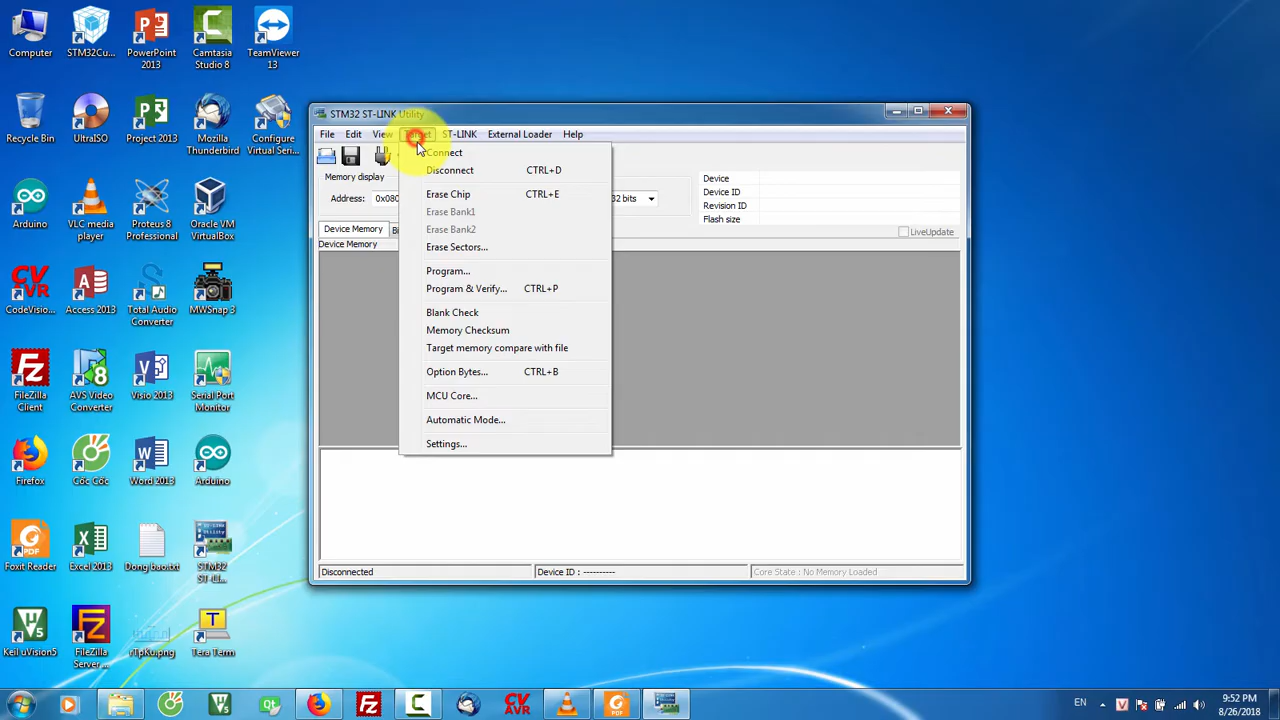 Computer
STM32Cu...
PowerPoint
2013
Camtasia
Studio 8
TeamViewer
13
Recycle Bin
UltraISO
Project 2013
Mozilla
Thunderbird
Configure
Virtual Seri...
Arduino
VLC media
player
Proteus 8
Professional
Oracle VM
VirtualBox
CodeVisio...
Access 2013
Total Audio
Converter
MWSnap 3
FileZilla
Client
AVS Video
Converter
Visio 2013
Serial Port
Monitor
Firefox
Cốc Cốc
Word 2013
Arduino
Foxit Reader
Excel 2013
Dong bao.txt
STM32
ST-LI...
Keil uVision5
FileZilla
Server ...
rTpKu.png
Tera Term
STM32 ST-LINK Utility
File Edit View Target ST-LINK External Loader Help
Memory display
Address: 0x080
32 bits
Device
Device ID
Revision ID
Flash size
LiveUpdate
Device Memory
Device Memory
Connect
Disconnect CTRL+D
Erase Chip CTRL+E
Erase Bank1
Erase Bank2
Erase Sectors...
Program...
Program & Verify... CTRL+P
Blank Check
Memory Checksum
Target memory compare with file
Option Bytes... CTRL+B
MCU Core...
Automatic Mode...
Settings...
Disconnected
Device ID : ----------
Core State : No Memory Loaded
EN
9:52 PM
8/26/2018